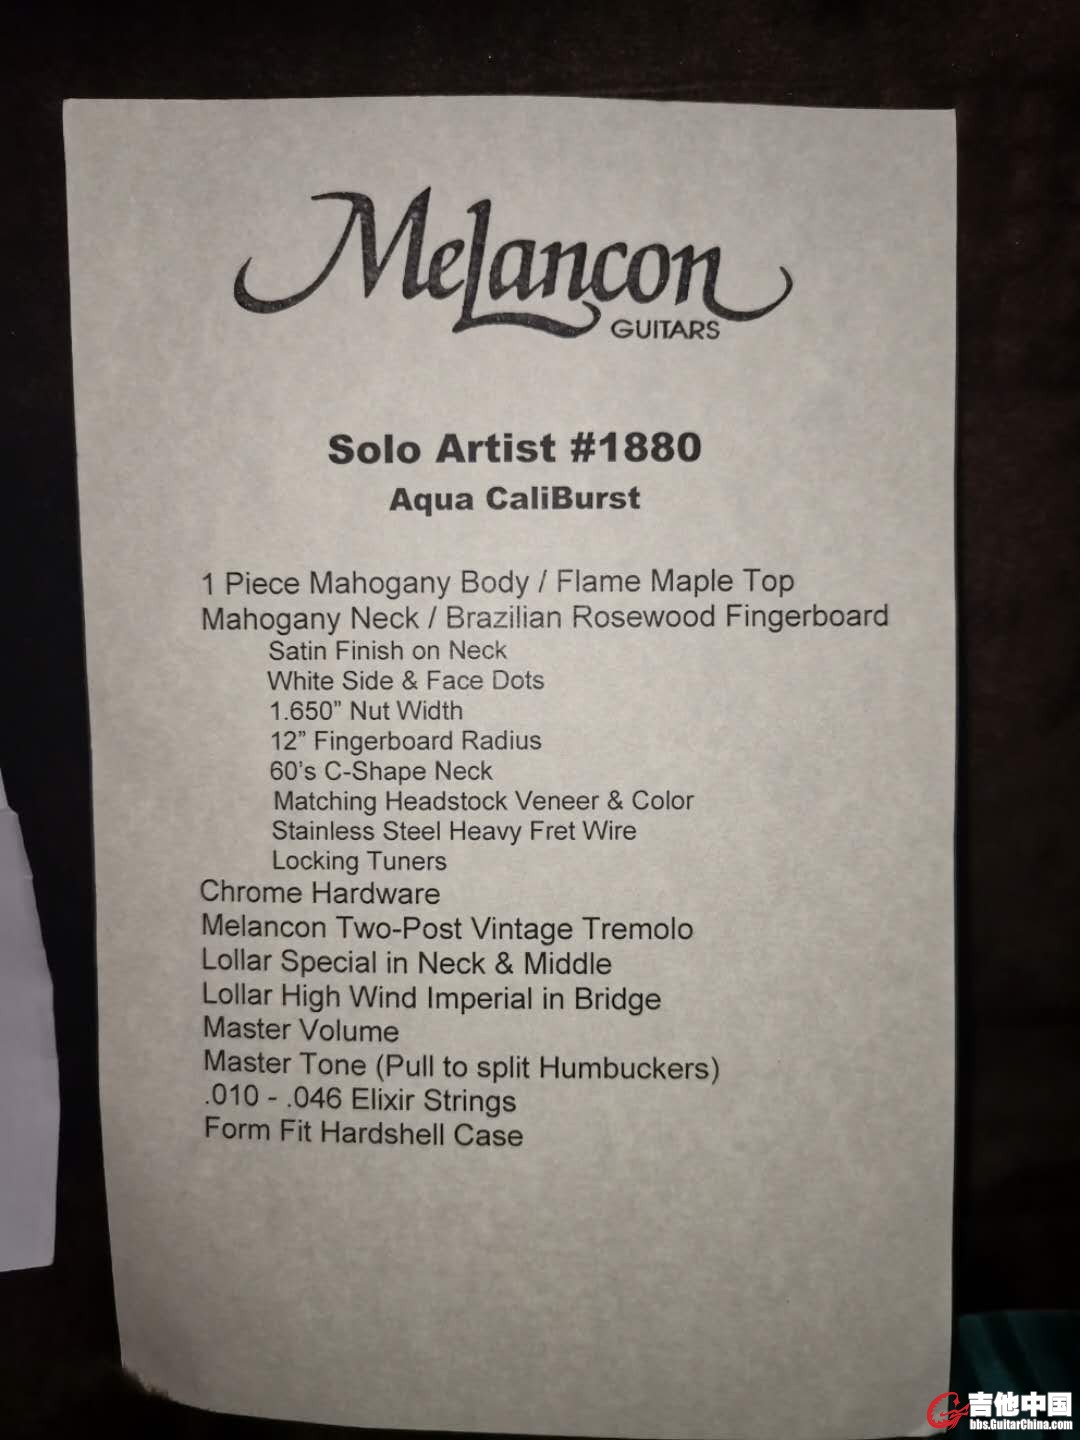 Melancon
GUITARS
Solo Artist #1880
Aqua CaliBurst
1 Piece Mahogany Body / Flame Maple Top
Mahogany Neck / Brazilian Rosewood Fingerboard
Satin Finish on Neck
White Side & Face Dots
1.650” Nut Width
12” Fingerboard Radius
60’s C-Shape Neck
Matching Headstock Veneer & Color
Stainless Steel Heavy Fret Wire
Locking Tuners
Chrome Hardware
Melancon Two-Post Vintage Tremolo
Lollar Special in Neck & Middle
Lollar High Wind Imperial in Bridge
Master Volume
Master Tone (Pull to split Humbuckers)
.010 - .046 Elixir Strings
Form Fit Hardshell Case
吉他中国
bbs.GuitarChina.com